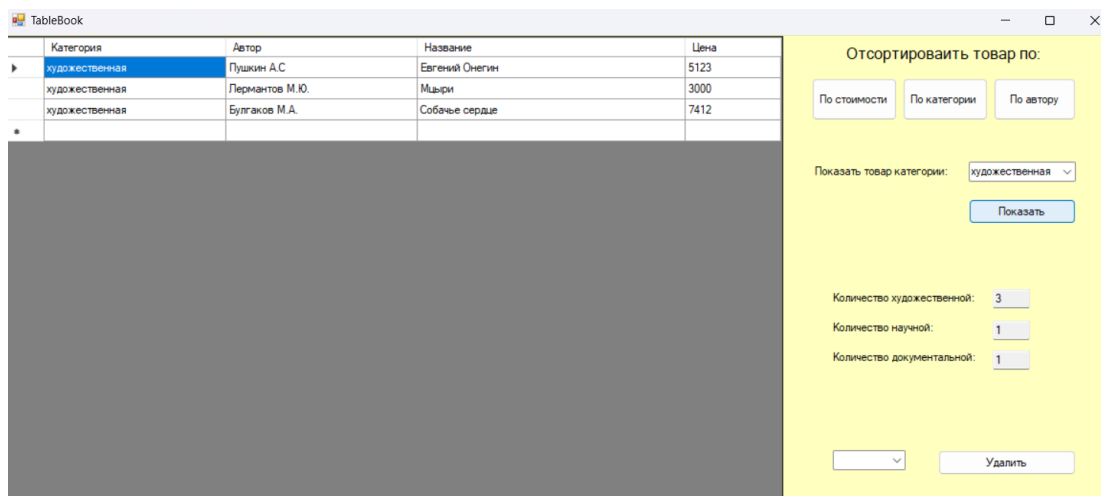 TableBook
Категория Автор Название Цена
художественная Пушкин А.С Евгений Онегин 5123
художественная Лермантов М.Ю. Мцыри 3000
художественная Булгаков М.А. Собачье сердце 7412
Отсортироваить товар по:
По стоимости По категории По автору
Показать товар категории: художественная
Показать
Количество художественной: 3
Количество научной: 1
Количество документальной: 1
Удалить